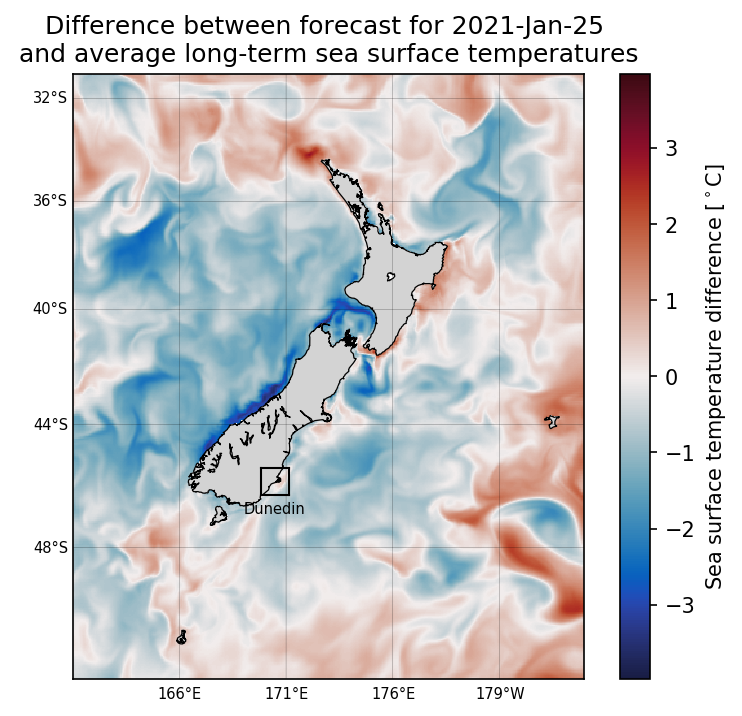 Difference between forecast for 2021-Jan-25
and average long-term sea surface temperatures
32°S
36°S
40°S
44°S
48°S
166°E
171°E
176°E
179°W
Dunedin
3
2
1
0
−1
−2
−3
Sea surface temperature difference [°C]